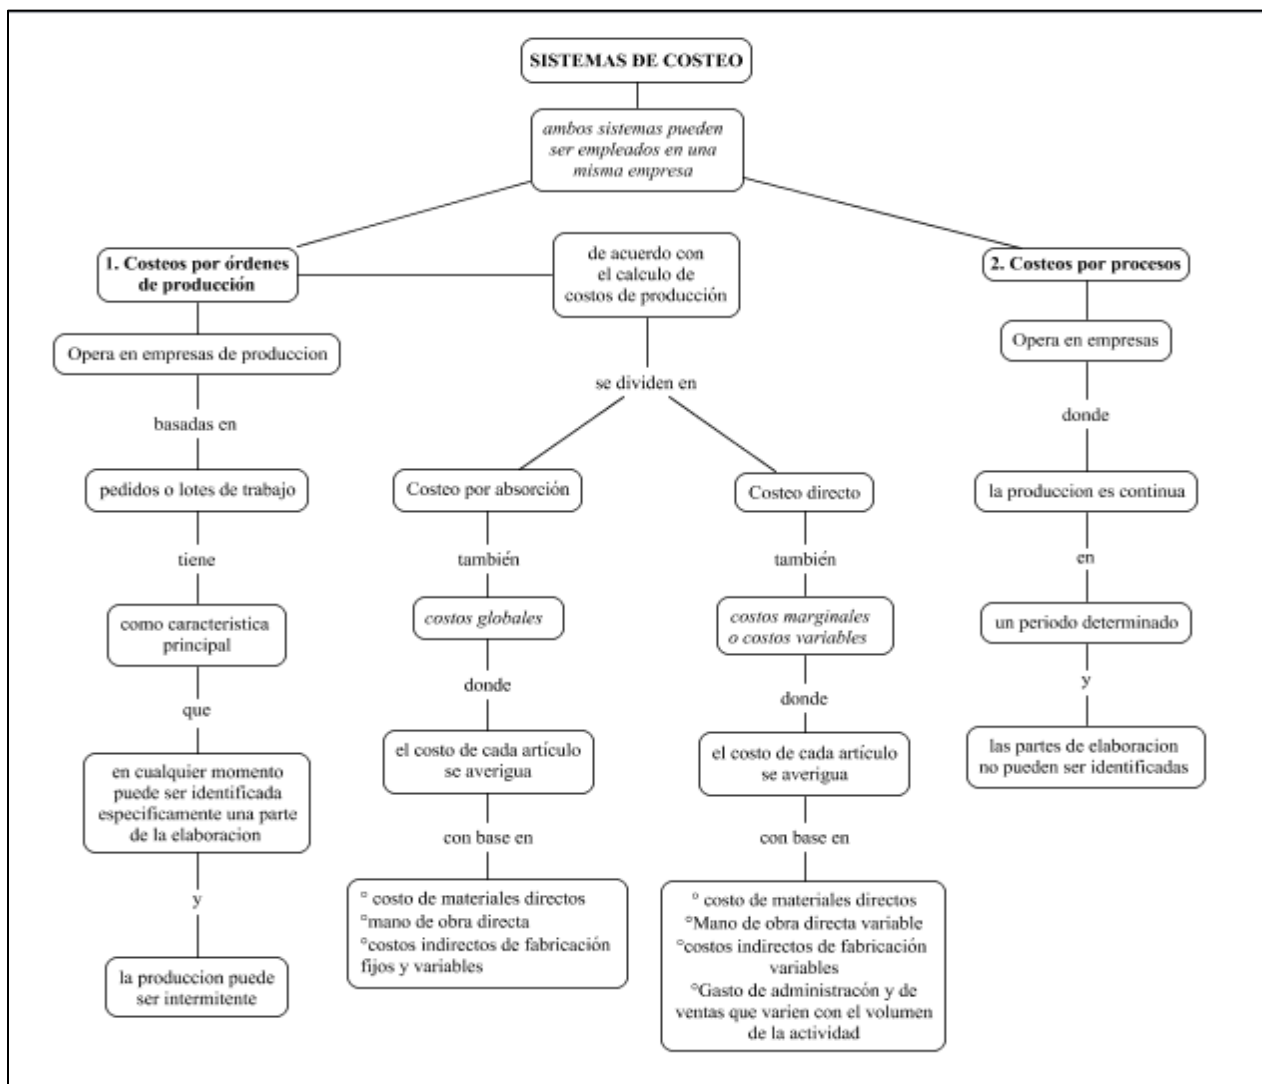 SISTEMAS DE COSTEO
ambos sistemas pueden
ser empleados en una
misma empresa
1. Costeos por órdenes
de producción
de acuerdo con
el calculo de
costos de producción
2. Costeos por procesos
Opera en empresas de produccion
basadas en
pedidos o lotes de trabajo
tiene
como caracteristica
principal
que
en cualquier momento
puede ser identificada
especificamente una parte
de la elaboracion
y
la produccion puede
ser intermitente
se dividen en
Costeo por absorción
también
costos globales
donde
el costo de cada artículo
se averigua
con base en
° costo de materiales directos
°mano de obra directa
°costos indirectos de fabricación
fijos y variables
Costeo directo
también
costos marginales
o costos variables
donde
el costo de cada artículo
se averigua
con base en
° costo de materiales directos
°Mano de obra directa variable
°costos indirectos de fabricación
variables
°Gasto de administracón y de
ventas que varien con el volumen
de la actividad
Opera en empresas
donde
la produccion es continua
en
un periodo determinado
y
las partes de elaboracion
no pueden ser identificadas